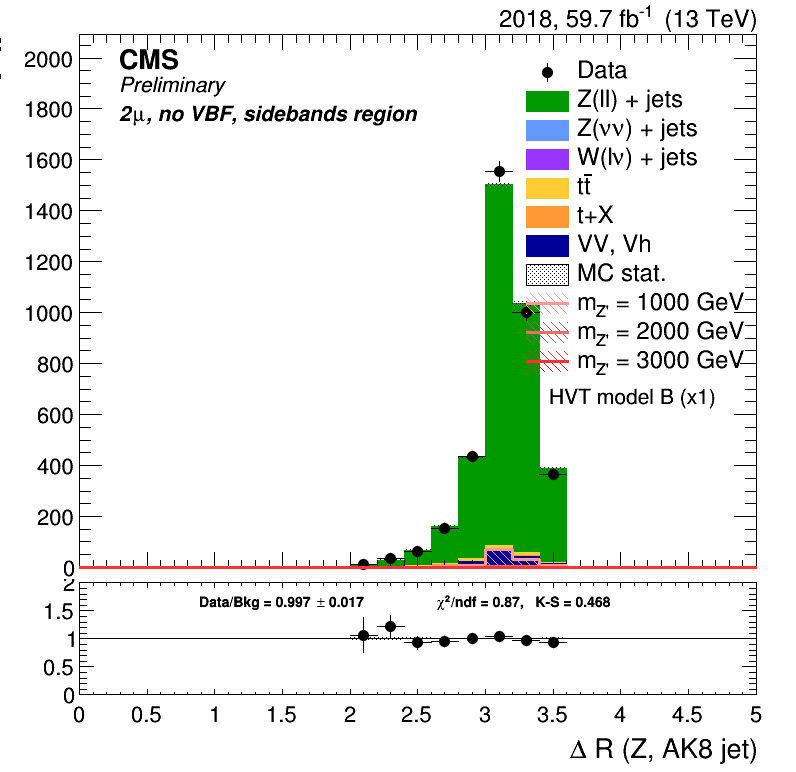 2018, 59.7 fb⁻¹ (13 TeV)
CMS
Preliminary
2μ, no VBF, sidebands region
Data
Z(ll) + jets
Z(νν) + jets
W(lν) + jets
tt̄
t+X
VV, Vh
MC stat.
m_Z' = 1000 GeV
m_Z' = 2000 GeV
m_Z' = 3000 GeV
HVT model B (x1)
2000
1800
1600
1400
1200
1000
800
600
400
200
0
Data/Bkg = 0.997 ± 0.017 χ²/ndf = 0.87, K-S = 0.468
2
1.5
1
0.5
0
0 0.5 1 1.5 2 2.5 3 3.5 4 4.5 5
Δ R (Z, AK8 jet)